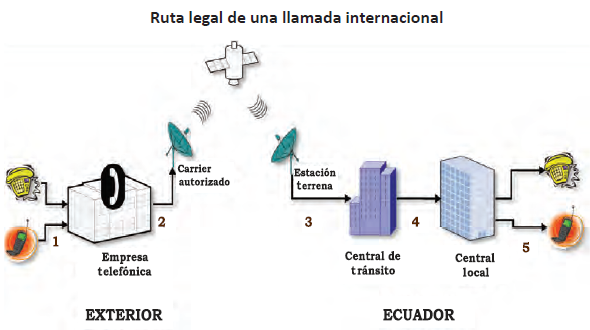 Ruta legal de una llamada internacional
Carrier
autorizado
Estación
terrena
1
2
3
4
5
Empresa
telefónica
Central de
tránsito
Central
local
EXTERIOR
ECUADOR